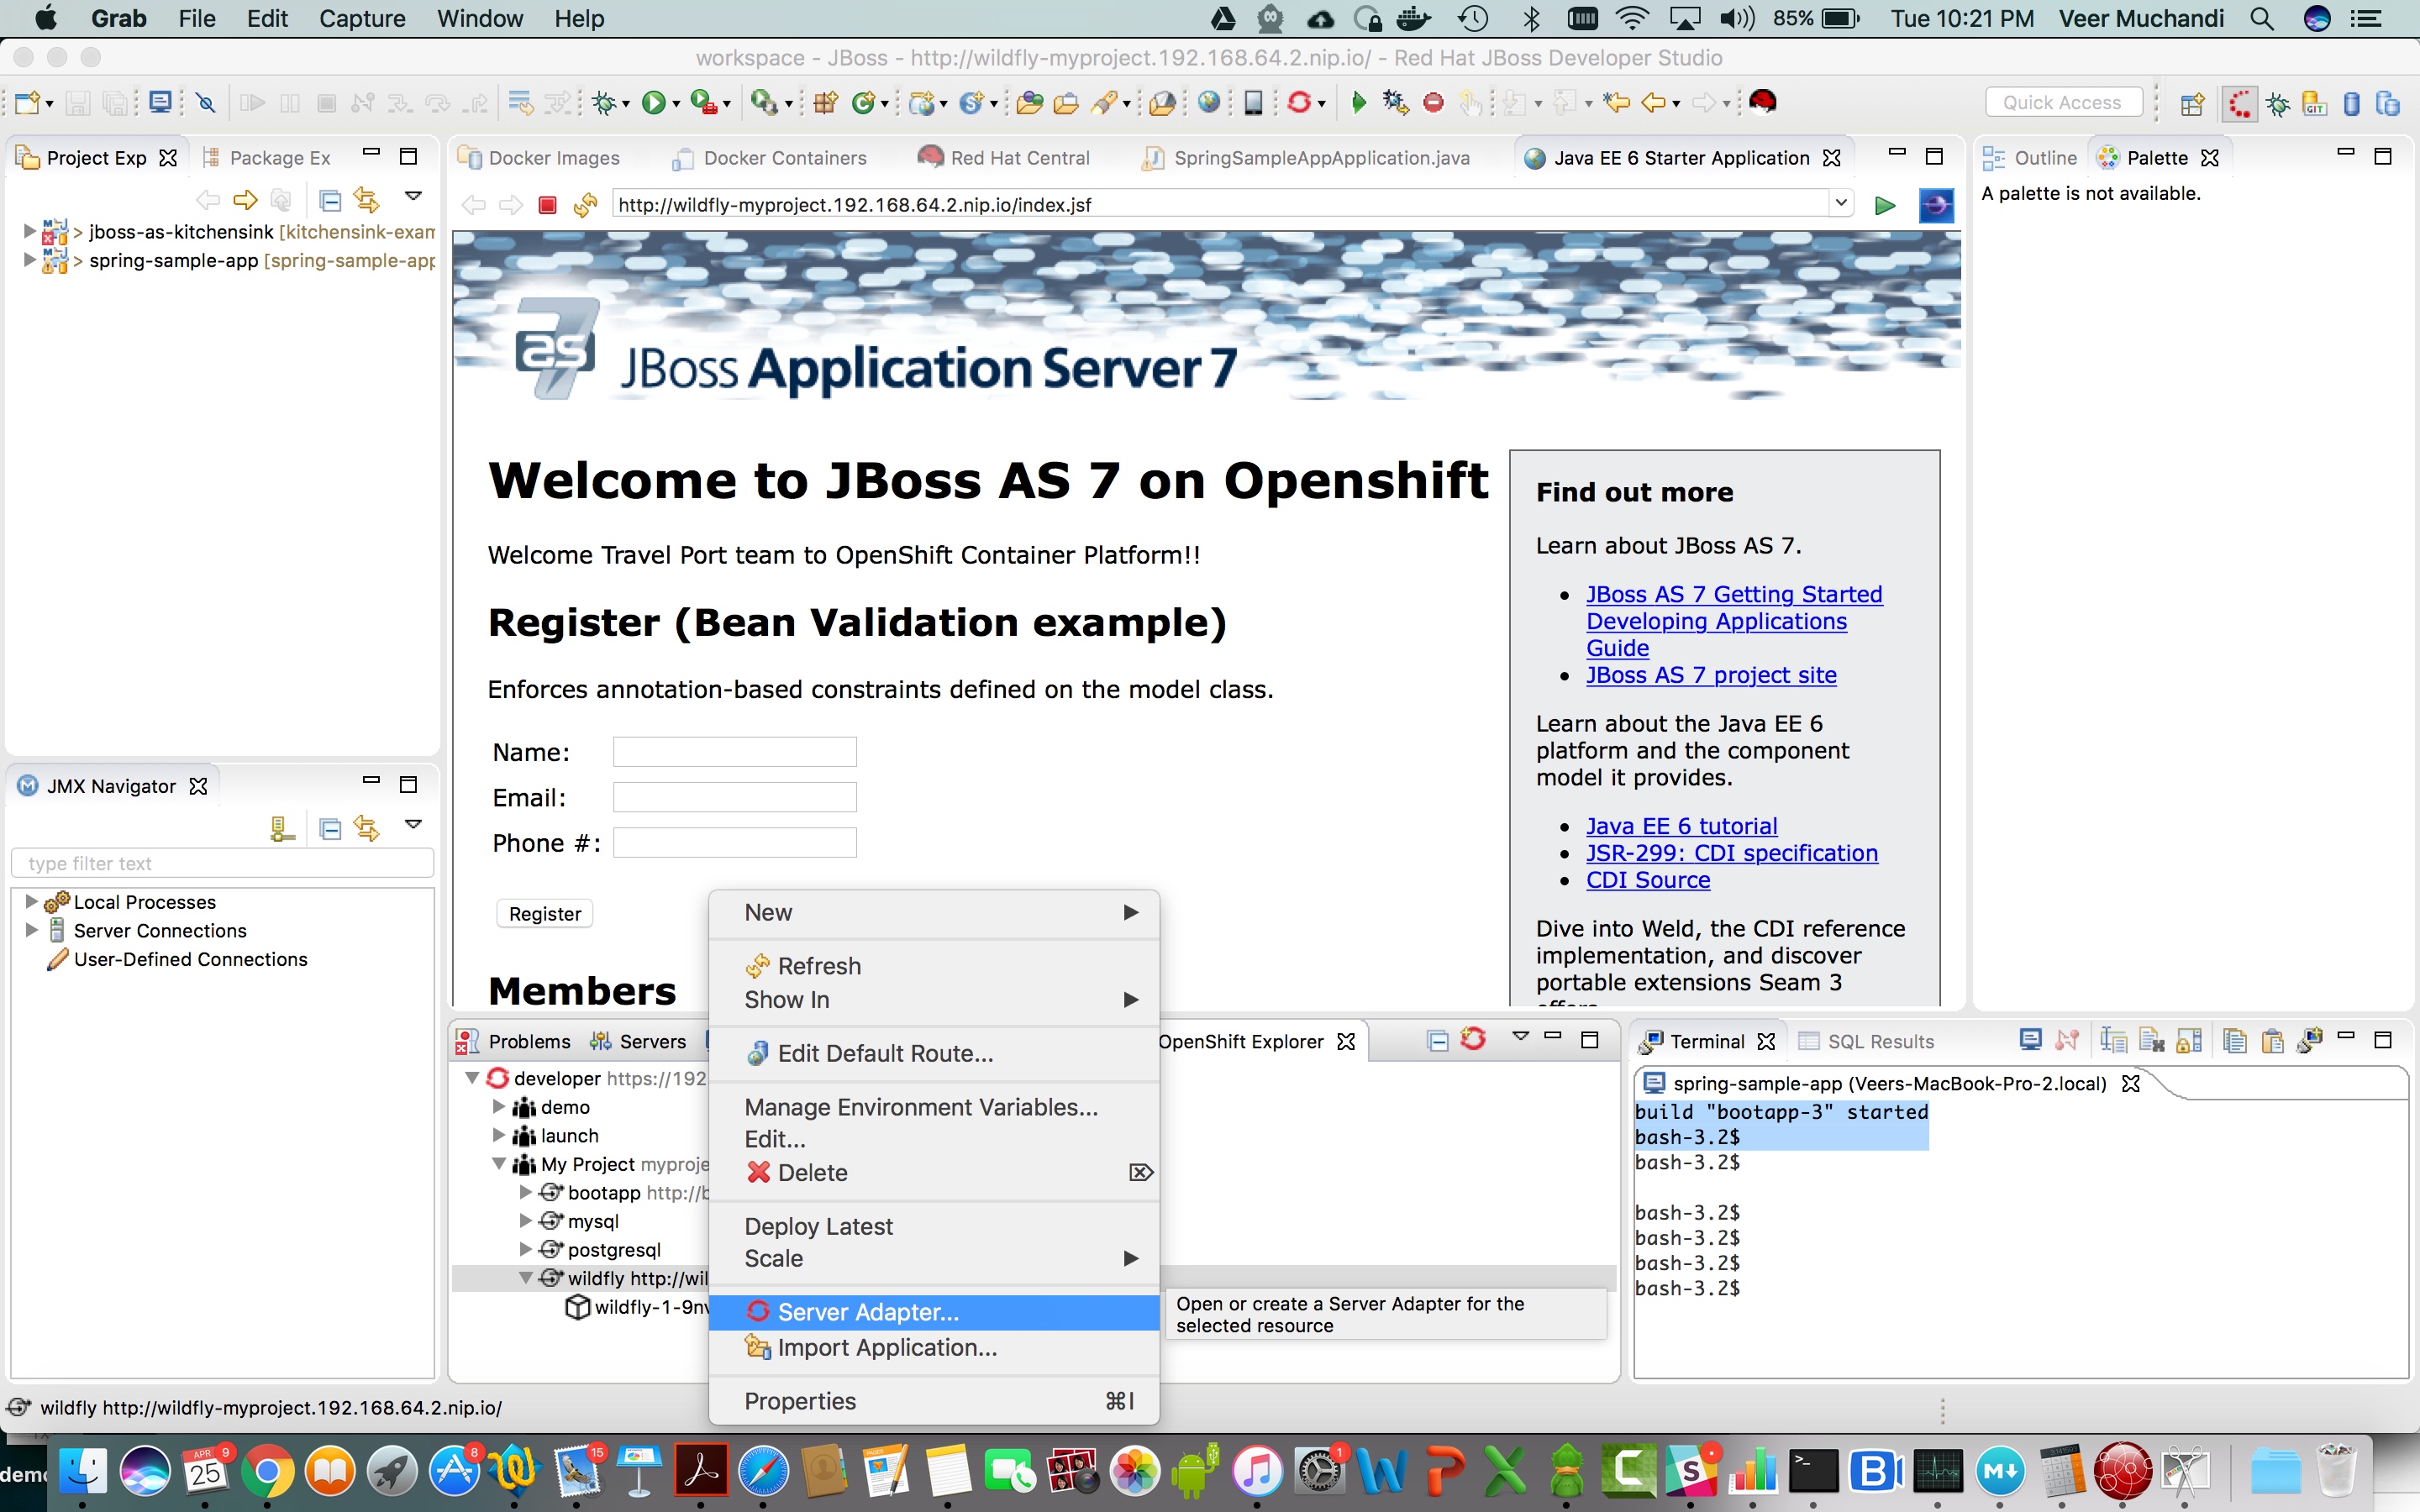 Grab File Edit Capture Window Help 85% Tue 10:21 PM Veer Muchandi
workspace - JBoss - http://wildfly-myproject.192.168.64.2.nip.io/ - Red Hat JBoss Developer Studio
Quick Access
Project Exp Package Ex
> jboss-as-kitchensink [kitchensink-exam
> spring-sample-app [spring-sample-app
Docker Images Docker Containers Red Hat Central SpringSampleAppApplication.java Java EE 6 Starter Application
http://wildfly-myproject.192.168.64.2.nip.io/index.jsf
as 7
JBoss Application Server 7
Welcome to JBoss AS 7 on Openshift
Welcome Travel Port team to OpenShift Container Platform!!
Register (Bean Validation example)
Enforces annotation-based constraints defined on the model class.
Name:
Email:
Phone #:
Register
Members
Find out more
Learn about JBoss AS 7.
JBoss AS 7 Getting Started
Developing Applications
Guide
JBoss AS 7 project site
Learn about the Java EE 6
platform and the component
model it provides.
Java EE 6 tutorial
JSR-299: CDI specification
CDI Source
Dive into Weld, the CDI reference
implementation, and discover
portable extensions Seam 3
Outline Palette
A palette is not available.
JMX Navigator
type filter text
Local Processes
Server Connections
User-Defined Connections
Problems Servers OpenShift Explorer
developer https://192
demo
launch
My Project myproje
bootapp http://b
mysql
postgresql
wildfly http://wil
wildfly-1-9nv
New
Refresh
Show In
Edit Default Route...
Manage Environment Variables...
Edit...
Delete
Deploy Latest
Scale
Server Adapter...
Import Application...
Properties ⌘I
Open or create a Server Adapter for the
selected resource
Terminal SQL Results
spring-sample-app (Veers-MacBook-Pro-2.local)
build "bootapp-3" started
bash-3.2$
bash-3.2$
bash-3.2$
bash-3.2$
bash-3.2$
bash-3.2$
wildfly http://wildfly-myproject.192.168.64.2.nip.io/
demo
APR 25 9
8
15
1